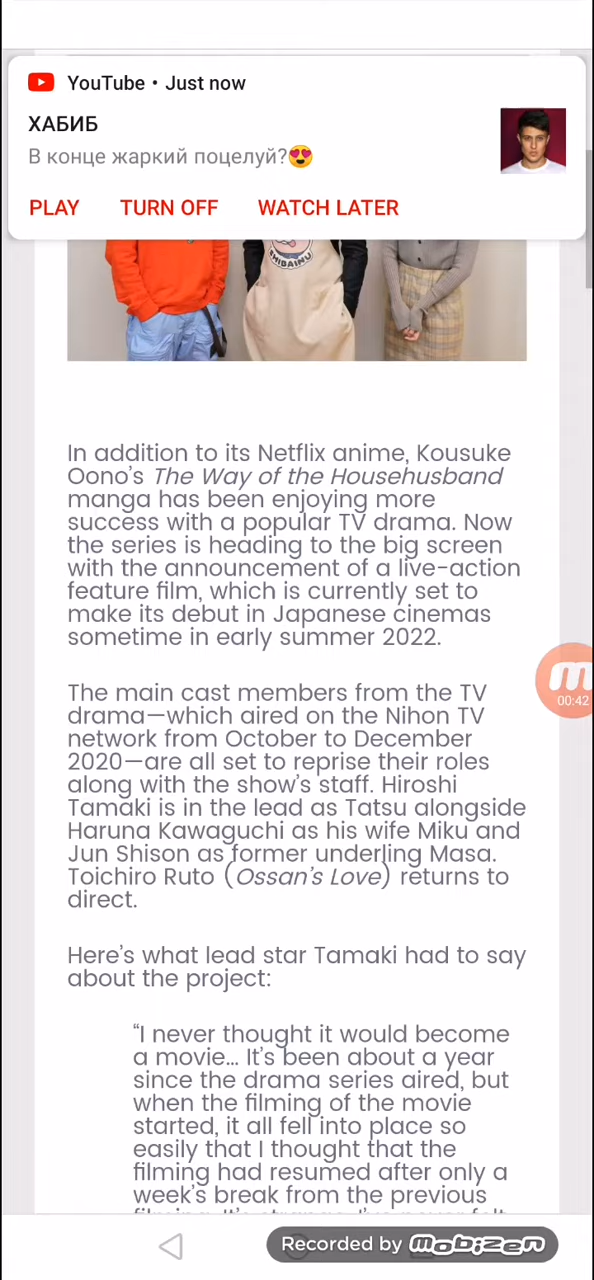 YouTube • Just now
ХАБИБ
В конце жаркий поцелуй?😍
PLAY TURN OFF WATCH LATER
SHIBAINU
In addition to its Netflix anime, Kousuke
Oono's The Way of the Househusband
manga has been enjoying more
success with a popular TV drama. Now
the series is heading to the big screen
with the announcement of a live-action
feature film, which is currently set to
make its debut in Japanese cinemas
sometime in early summer 2022.
The main cast members from the TV
drama—which aired on the Nihon TV
network from October to December
2020—are all set to reprise their roles
along with the show's staff. Hiroshi
Tamaki is in the lead as Tatsu alongside
Haruna Kawaguchi as his wife Miku and
Jun Shison as former underling Masa.
Toichiro Ruto (Ossan's Love) returns to
direct.
Here's what lead star Tamaki had to say
about the project:
"I never thought it would become
a movie... It's been about a year
since the drama series aired, but
when the filming of the movie
started, it all fell into place so
easily that I thought that the
filming had resumed after only a
week's break from the previous
m
00:42
Recorded by mobizen